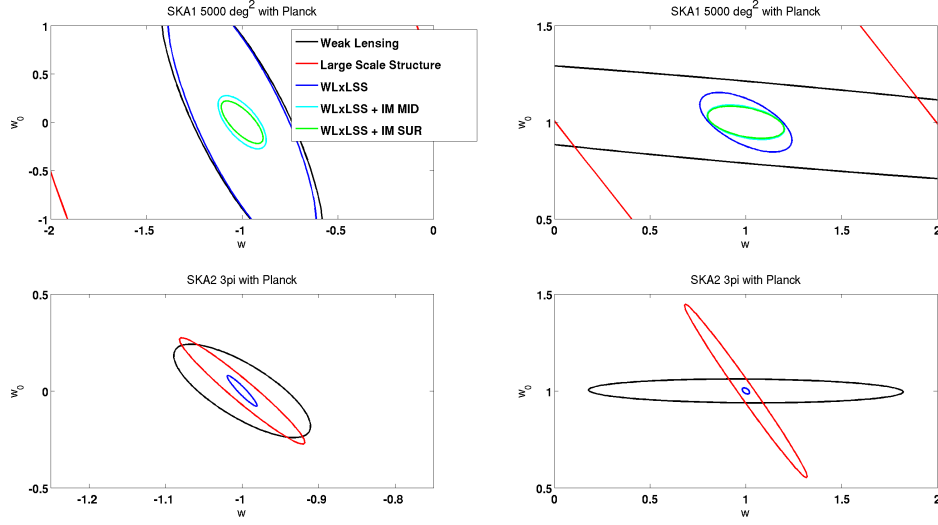 SKA1 5000 deg² with Planck
1
0.5
0
-0.5
-1
w₀
-2
-1.5
-1
-0.5
0
w
Weak Lensing
Large Scale Structure
WLxLSS
WLxLSS + IM MID
WLxLSS + IM SUR
SKA1 5000 deg² with Planck
1.5
1
0.5
w₀
0
0.5
1
1.5
2
w
SKA2 3pi with Planck
0.5
0
-0.5
w₀
-1.2
-1.1
-1
-0.9
-0.8
w
SKA2 3pi with Planck
1.5
1
0.5
w₀
0
0.5
1
1.5
2
w